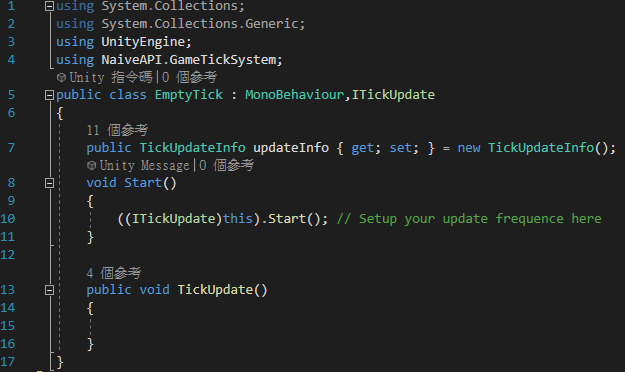 1 using System.Collections;
2 using System.Collections.Generic;
3 using UnityEngine;
4 using NaiveAPI.GameTickSystem;
Unity 指令碼|0 個參考
5 public class EmptyTick : MonoBehaviour,ITickUpdate
6 {
11 個參考
7 public TickUpdateInfo updateInfo { get; set; } = new TickUpdateInfo();
Unity Message|0 個參考
8 void Start()
9 {
10 ((ITickUpdate)this).Start(); // Setup your update frequence here
11 }
12
4 個參考
13 public void TickUpdate()
14 {
15
16 }
17 }